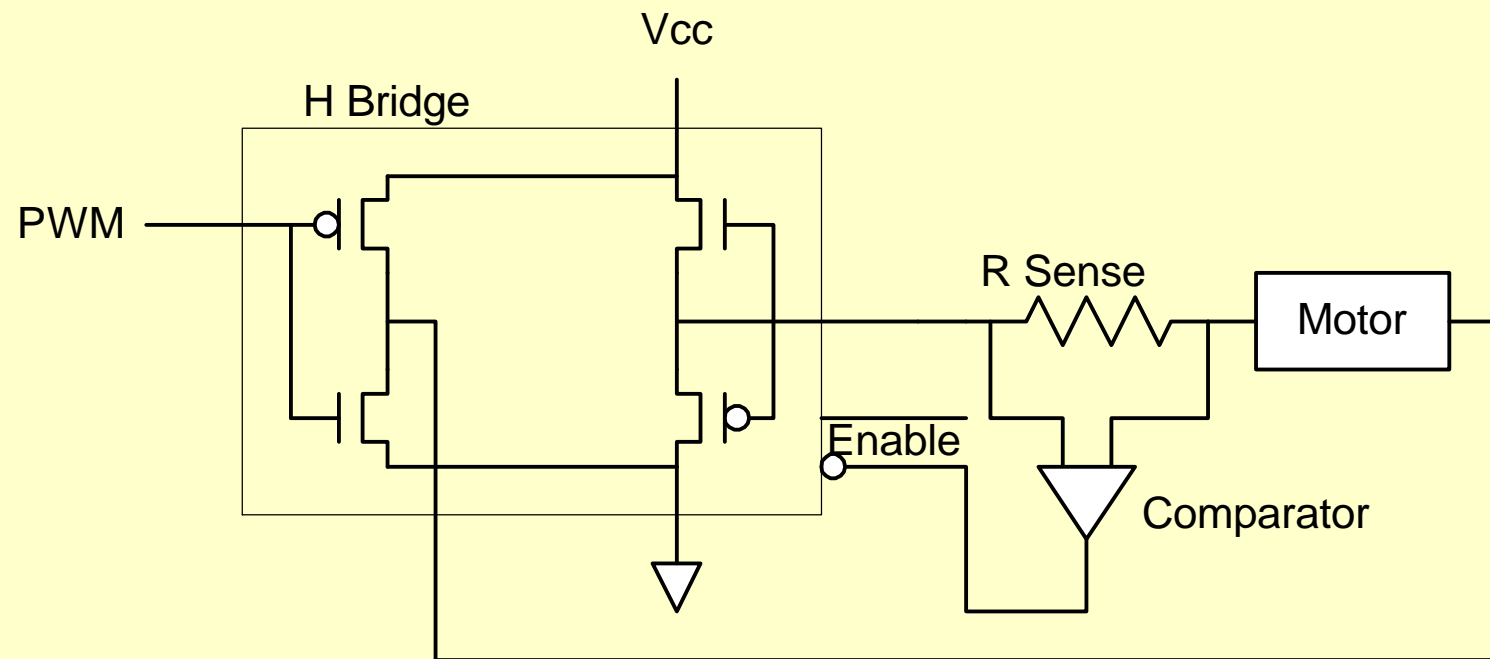 Vcc
H Bridge
PWM
R Sense
Motor
Enable
Comparator